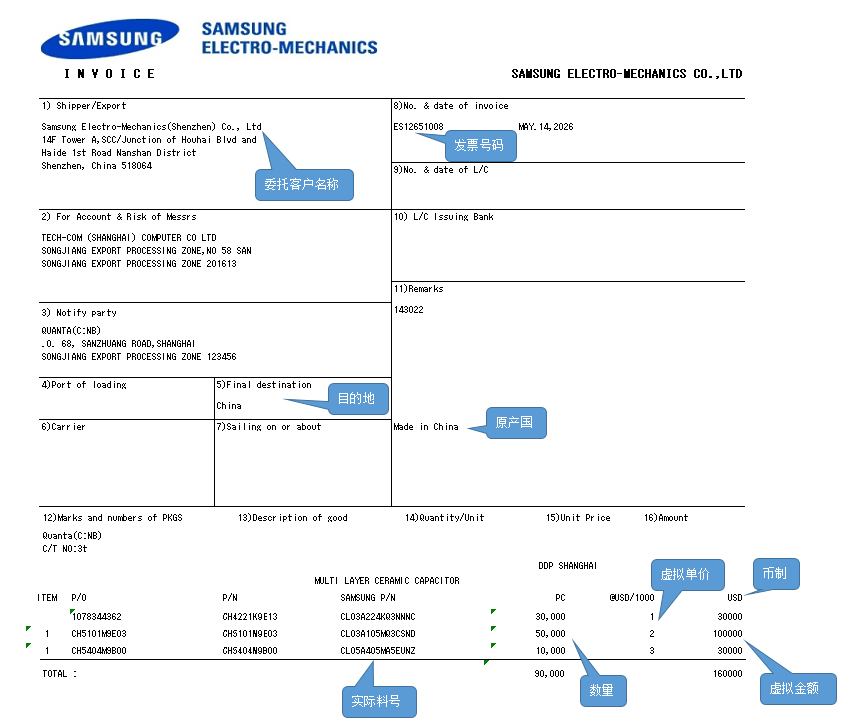 SAMSUNG
SAMSUNG
ELECTRO-MECHANICS
I N V O I C E
SAMSUNG ELECTRO-MECHANICS CO.,LTD
1) Shipper/Export
Samsung Electro-Mechanics(Shenzhen) Co., Ltd
14F Tower A,SCC/Junction of Houhai Blvd and
Haide 1st Road Nanshan District
Shenzhen, China 518064
委托客户名称
8)No. & date of invoice
ES12651008 MAY.14,2026
发票号码
9)No. & date of L/C
2) For Account & Risk of Messrs
TECH-COM (SHANGHAI) COMPUTER CO LTD
SONGJIANG EXPORT PROCESSING ZONE,NO 58 SAN
SONGJIANG EXPORT PROCESSING ZONE 201613
10) L/C Issuing Bank
3) Notify party
QUANTA(C:NB)
.O. 68, SANZHUANG ROAD,SHANGHAI
SONGJIANG EXPORT PROCESSING ZONE 123456
11)Remarks
143022
4)Port of loading
5)Final destination
China
目的地
6)Carrier
7)Sailing on or about
Made in China
原产国
12)Marks and numbers of PKGS 13)Description of good 14)Quantity/Unit 15)Unit Price 16)Amount
Quanta(C:NB)
C/T NO:3t
DDP SHANGHAI
虚拟单价
币制
MULTI LAYER CERAMIC CAPACITOR
ITEM P/O P/N SAMSUNG P/N PC @USD/1000 USD
1078344362 CH4221K9E13 CL03A224KQ3NNNC 30,000 1 30000
1 CH5101M9E03 CH5101M9E03 CL03A105MQ3CSND 50,000 2 100000
1 CH5404M9B00 CH5404M9B00 CL05A405MA5EUNZ 10,000 3 30000
TOTAL : 90,000 160000
实际料号
数量
虚拟金额